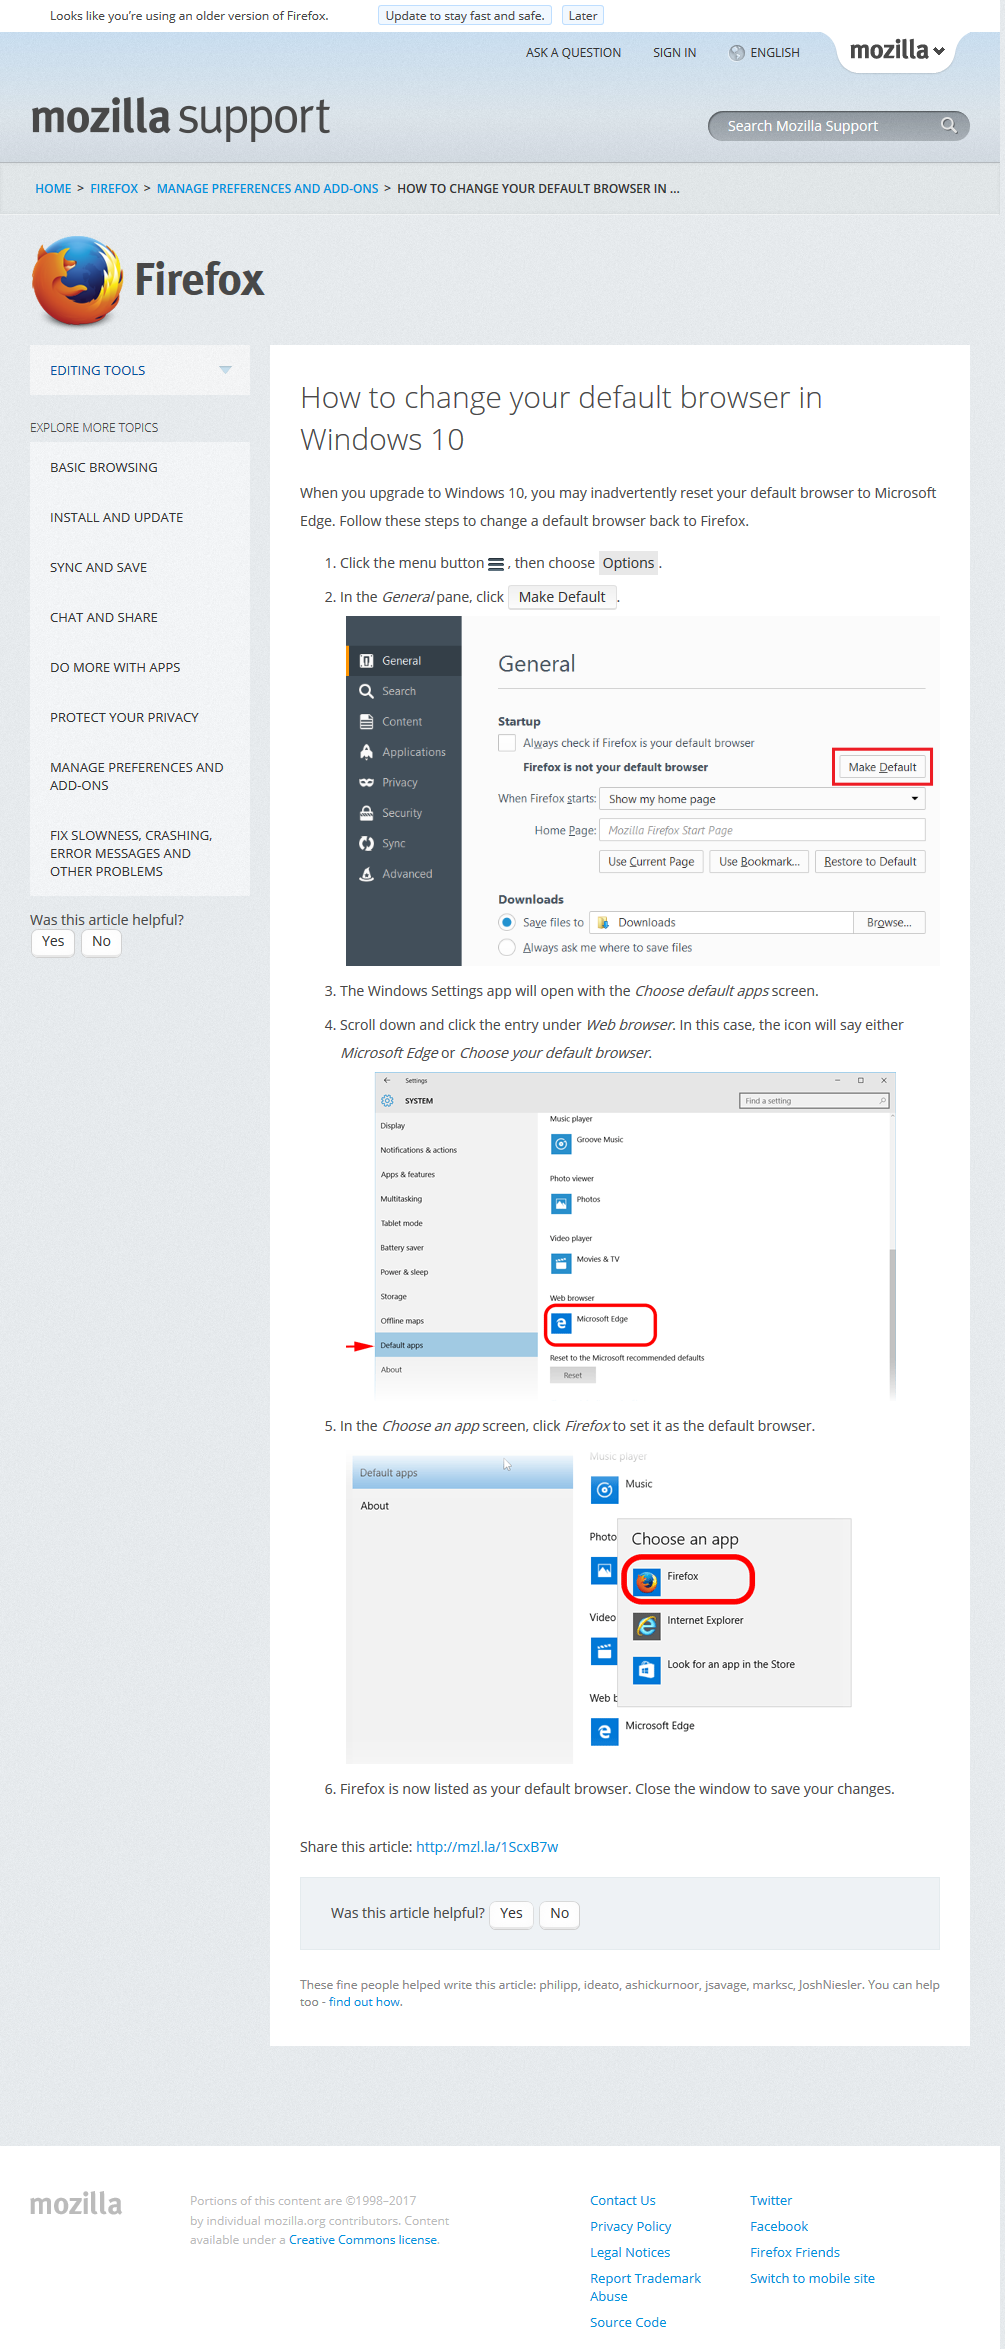 Looks like you're using an older version of Firefox. Update to stay fast and safe. Later
ASK A QUESTION SIGN IN ENGLISH mozilla
mozilla support
Search Mozilla Support
HOME > FIREFOX > MANAGE PREFERENCES AND ADD-ONS > HOW TO CHANGE YOUR DEFAULT BROWSER IN ...
Firefox
EDITING TOOLS
EXPLORE MORE TOPICS
BASIC BROWSING
INSTALL AND UPDATE
SYNC AND SAVE
CHAT AND SHARE
DO MORE WITH APPS
PROTECT YOUR PRIVACY
MANAGE PREFERENCES AND
ADD-ONS
FIX SLOWNESS, CRASHING,
ERROR MESSAGES AND
OTHER PROBLEMS
Was this article helpful?
Yes No
How to change your default browser in
Windows 10
When you upgrade to Windows 10, you may inadvertently reset your default browser to Microsoft
Edge. Follow these steps to change a default browser back to Firefox.
1. Click the menu button , then choose Options .
2. In the General pane, click Make Default .
General
Search
Content
Applications
Privacy
Security
Sync
Advanced
General
Startup
Always check if Firefox is your default browser
Firefox is not your default browser Make Default
When Firefox starts: Show my home page
Home Page: Mozilla Firefox Start Page
Use Current Page Use Bookmark... Restore to Default
Downloads
Save files to Downloads Browse...
Always ask me where to save files
3. The Windows Settings app will open with the Choose default apps screen.
4. Scroll down and click the entry under Web browser. In this case, the icon will say either
Microsoft Edge or Choose your default browser.
Settings
SYSTEM Find a setting
Display
Notifications & actions
Apps & features
Multitasking
Tablet mode
Battery saver
Power & sleep
Storage
Offline maps
Default apps
About
Music player
Groove Music
Photo viewer
Photos
Video player
Movies & TV
Web browser
Microsoft Edge
Reset to the Microsoft recommended defaults
Reset
5. In the Choose an app screen, click Firefox to set it as the default browser.
Default apps
About
Music player
Music
Photo
Video
Web b
Microsoft Edge
Choose an app
Firefox
Internet Explorer
Look for an app in the Store
6. Firefox is now listed as your default browser. Close the window to save your changes.
Share this article: http://mzl.la/1ScxB7w
Was this article helpful? Yes No
These fine people helped write this article: philipp, ideato, ashickurnoor, jsavage, marksc, JoshNiesler. You can help
too - find out how.
mozilla
Portions of this content are ©1998–2017
by individual mozilla.org contributors. Content
available under a Creative Commons license.
Contact Us
Privacy Policy
Legal Notices
Report Trademark
Abuse
Source Code
Twitter
Facebook
Firefox Friends
Switch to mobile site